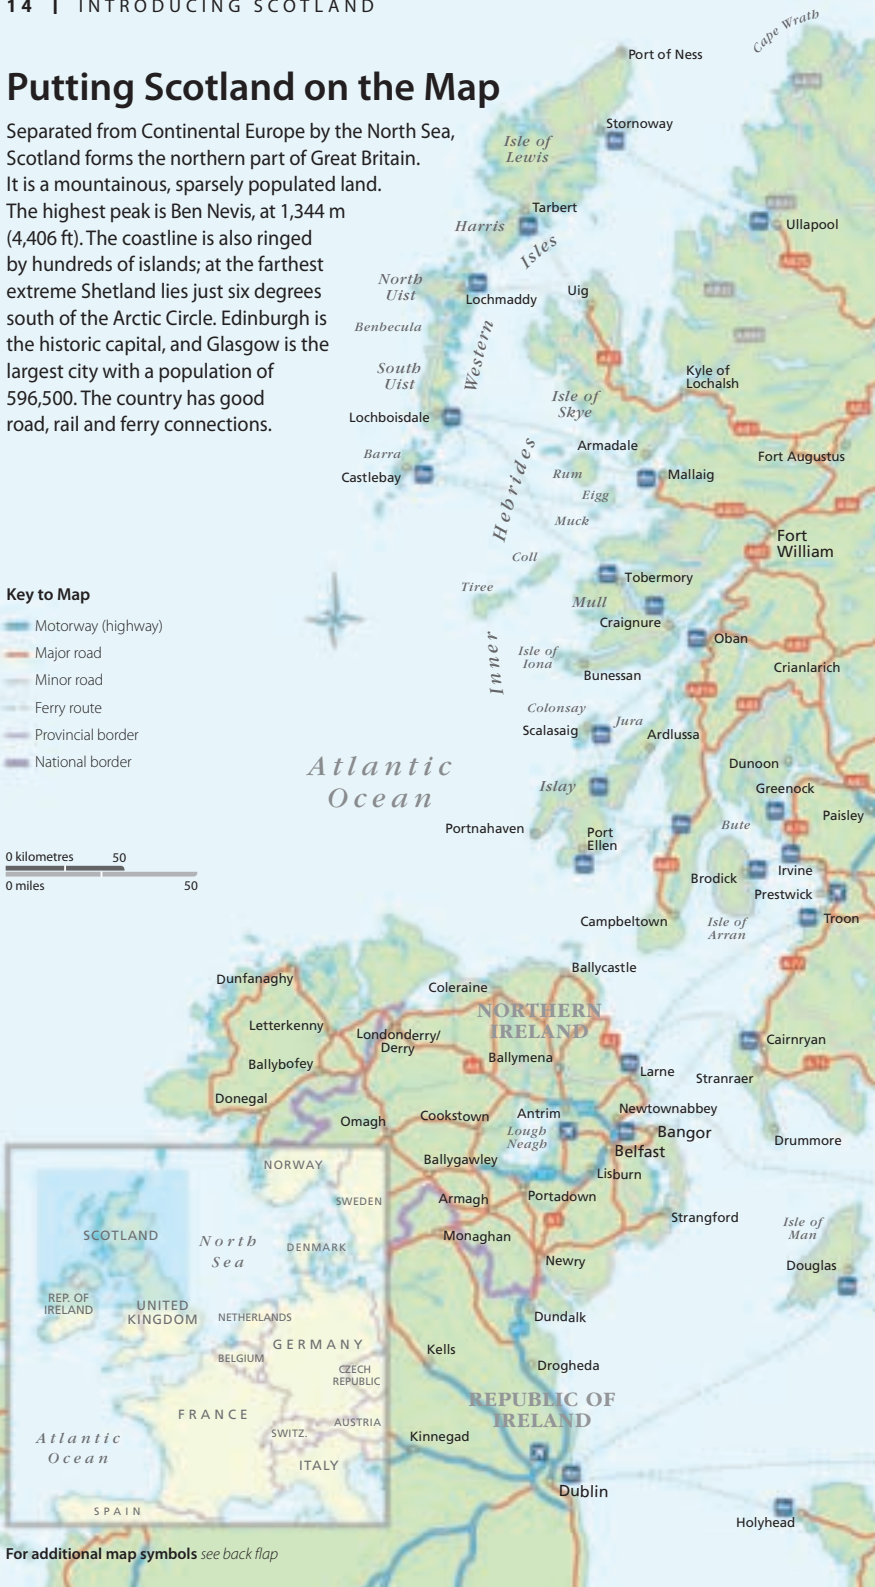 14 | INTRODUCING SCOTLAND
Putting Scotland on the Map
Separated from Continental Europe by the North Sea,
Scotland forms the northern part of Great Britain.
It is a mountainous, sparsely populated land.
The highest peak is Ben Nevis, at 1,344 m
(4,406 ft). The coastline is also ringed
by hundreds of islands; at the farthest
extreme Shetland lies just six degrees
south of the Arctic Circle. Edinburgh is
the historic capital, and Glasgow is the
largest city with a population of
596,500. The country has good
road, rail and ferry connections.
Cape Wrath
Port of Ness
Stornoway
Isle of
Lewis
Tarbert
Harris
Ullapool
Western Isles
North
Uist
Lochmaddy
Uig
Benbecula
South
Uist
Kyle of
Lochalsh
Isle of
Skye
Lochboisdale
Armadale
Fort Augustus
Barra
Castlebay
Rum
Mallaig
Eigg
Muck
Inner Hebrides
Fort
William
Coll
Tiree
Tobermory
Mull
Craignure
Oban
Isle of
Iona
Bunessan
Crianlarich
Colonsay
Scalasaig
Jura
Ardlussa
Dunoon
Greenock
Islay
Paisley
Portnahaven
Port
Ellen
Bute
Brodick
Irvine
Prestwick
Troon
Campbeltown
Isle of
Arran
Atlantic
Ocean
Key to Map
Motorway (highway)
Major road
Minor road
Ferry route
Provincial border
National border
0 kilometres 50
0 miles 50
Ballycastle
Dunfanaghy
Coleraine
NORTHERN
IRELAND
Letterkenny
Londonderry/
Derry
Cairnryan
Ballymena
Ballybofey
Larne
Stranraer
Donegal
Omagh
Cookstown
Antrim
Newtownabbey
Lough
Neagh
Bangor
Drummore
Belfast
Ballygawley
Lisburn
Armagh
Portadown
Strangford
Monaghan
Isle of
Man
Newry
Douglas
Dundalk
Kells
Drogheda
REPUBLIC OF
IRELAND
Kinnegad
Dublin
Holyhead
NORWAY
SWEDEN
SCOTLAND
North
Sea
DENMARK
REP. OF
IRELAND
UNITED
KINGDOM
NETHERLANDS
GERMANY
BELGIUM
CZECH
REPUBLIC
FRANCE
AUSTRIA
SWITZ.
Atlantic
Ocean
ITALY
SPAIN
For additional map symbols see back flap